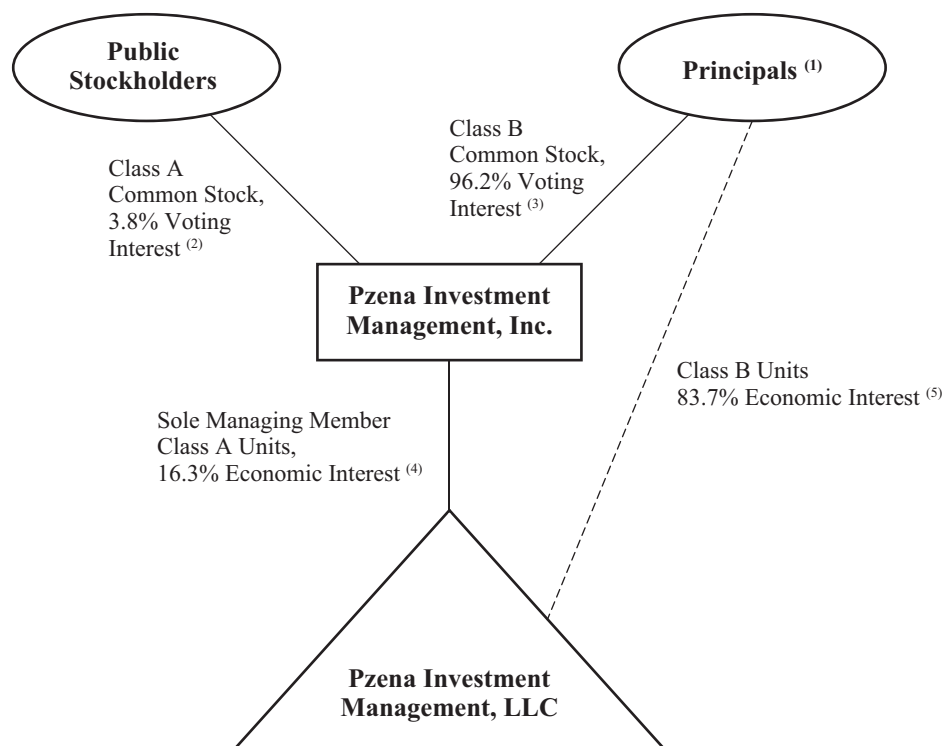 Public
Stockholders
Principals (1)
Class A
Common Stock,
3.8% Voting
Interest (2)
Class B
Common Stock,
96.2% Voting
Interest (3)
Pzena Investment
Management, Inc.
Class B Units
83.7% Economic Interest (5)
Sole Managing Member
Class A Units,
16.3% Economic Interest (4)
Pzena Investment
Management, LLC